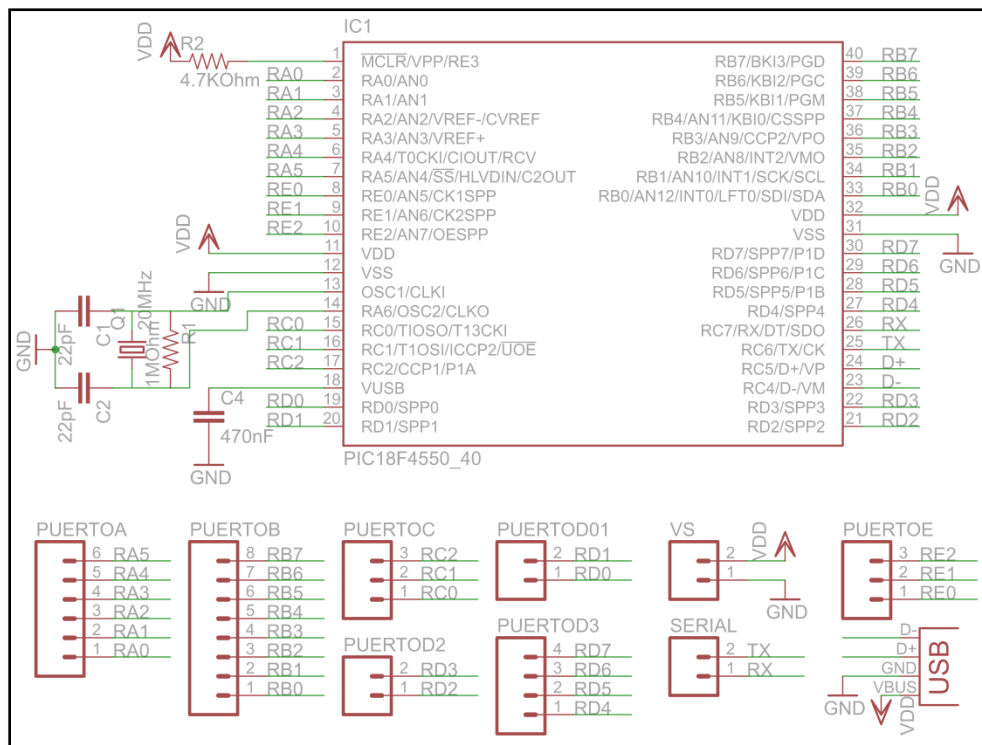 IC1
VDD
R2
4.7KOhm
1 MCLR/VPP/RE3
RA0 2 RA0/AN0
RA1 3 RA1/AN1
RA2 4 RA2/AN2/VREF-/CVREF
RA3 5 RA3/AN3/VREF+
RA4 6 RA4/T0CKI/CIOUT/RCV
RA5 7 RA5/AN4/SS/HLVDIN/C2OUT
RE0 8 RE0/AN5/CK1SPP
RE1 9 RE1/AN6/CK2SPP
RE2 10 RE2/AN7/OESPP
VDD 11 VDD
12 VSS
GND
13 OSC1/CLKI
14 RA6/OSC2/CLKO
RC0 15 RC0/TIOSO/T13CKI
RC1 16 RC1/T1OSI/ICCP2/UOE
RC2 17 RC2/CCP1/P1A
18 VUSB
RD0 19 RD0/SPP0
RD1 20 RD1/SPP1
RB7/BKI3/PGD 40 RB7
RB6/KBI2/PGC 39 RB6
RB5/KBI1/PGM 38 RB5
RB4/AN11/KBI0/CSSPP 37 RB4
RB3/AN9/CCP2/VPO 36 RB3
RB2/AN8/INT2/VMO 35 RB2
RB1/AN10/INT1/SCK/SCL 34 RB1
RB0/AN12/INT0/LFT0/SDI/SDA 33 RB0
VDD 32 VDD
VSS 31
GND
RD7/SPP7/P1D 30 RD7
RD6/SPP6/P1C 29 RD6
RD5/SPP5/P1B 28 RD5
RD4/SPP4 27 RD4
RC7/RX/DT/SDO 26 RX
RC6/TX/CK 25 TX
RC5/D+/VP 24 D+
RC4/D-/VM 23 D-
RD3/SPP3 22 RD3
RD2/SPP2 21 RD2
GND
22pF
C1
Q1
20MHz
1MOhm
R1
22pF
C2
C4
470nF
GND
PIC18F4550_40
PUERTOA
6 RA5
5 RA4
4 RA3
3 RA2
2 RA1
1 RA0
PUERTOB
8 RB7
7 RB6
6 RB5
5 RB4
4 RB3
3 RB2
2 RB1
1 RB0
PUERTOC
3 RC2
2 RC1
1 RC0
PUERTOD2
2 RD3
1 RD2
PUERTOD01
2 RD1
1 RD0
PUERTOD3
4 RD7
3 RD6
2 RD5
1 RD4
VS
2 VDD
1
GND
SERIAL
2 TX
1 RX
PUERTOE
3 RE2
2 RE1
1 RE0
D-
D+
GND
VBUS
USB
GND
VDD